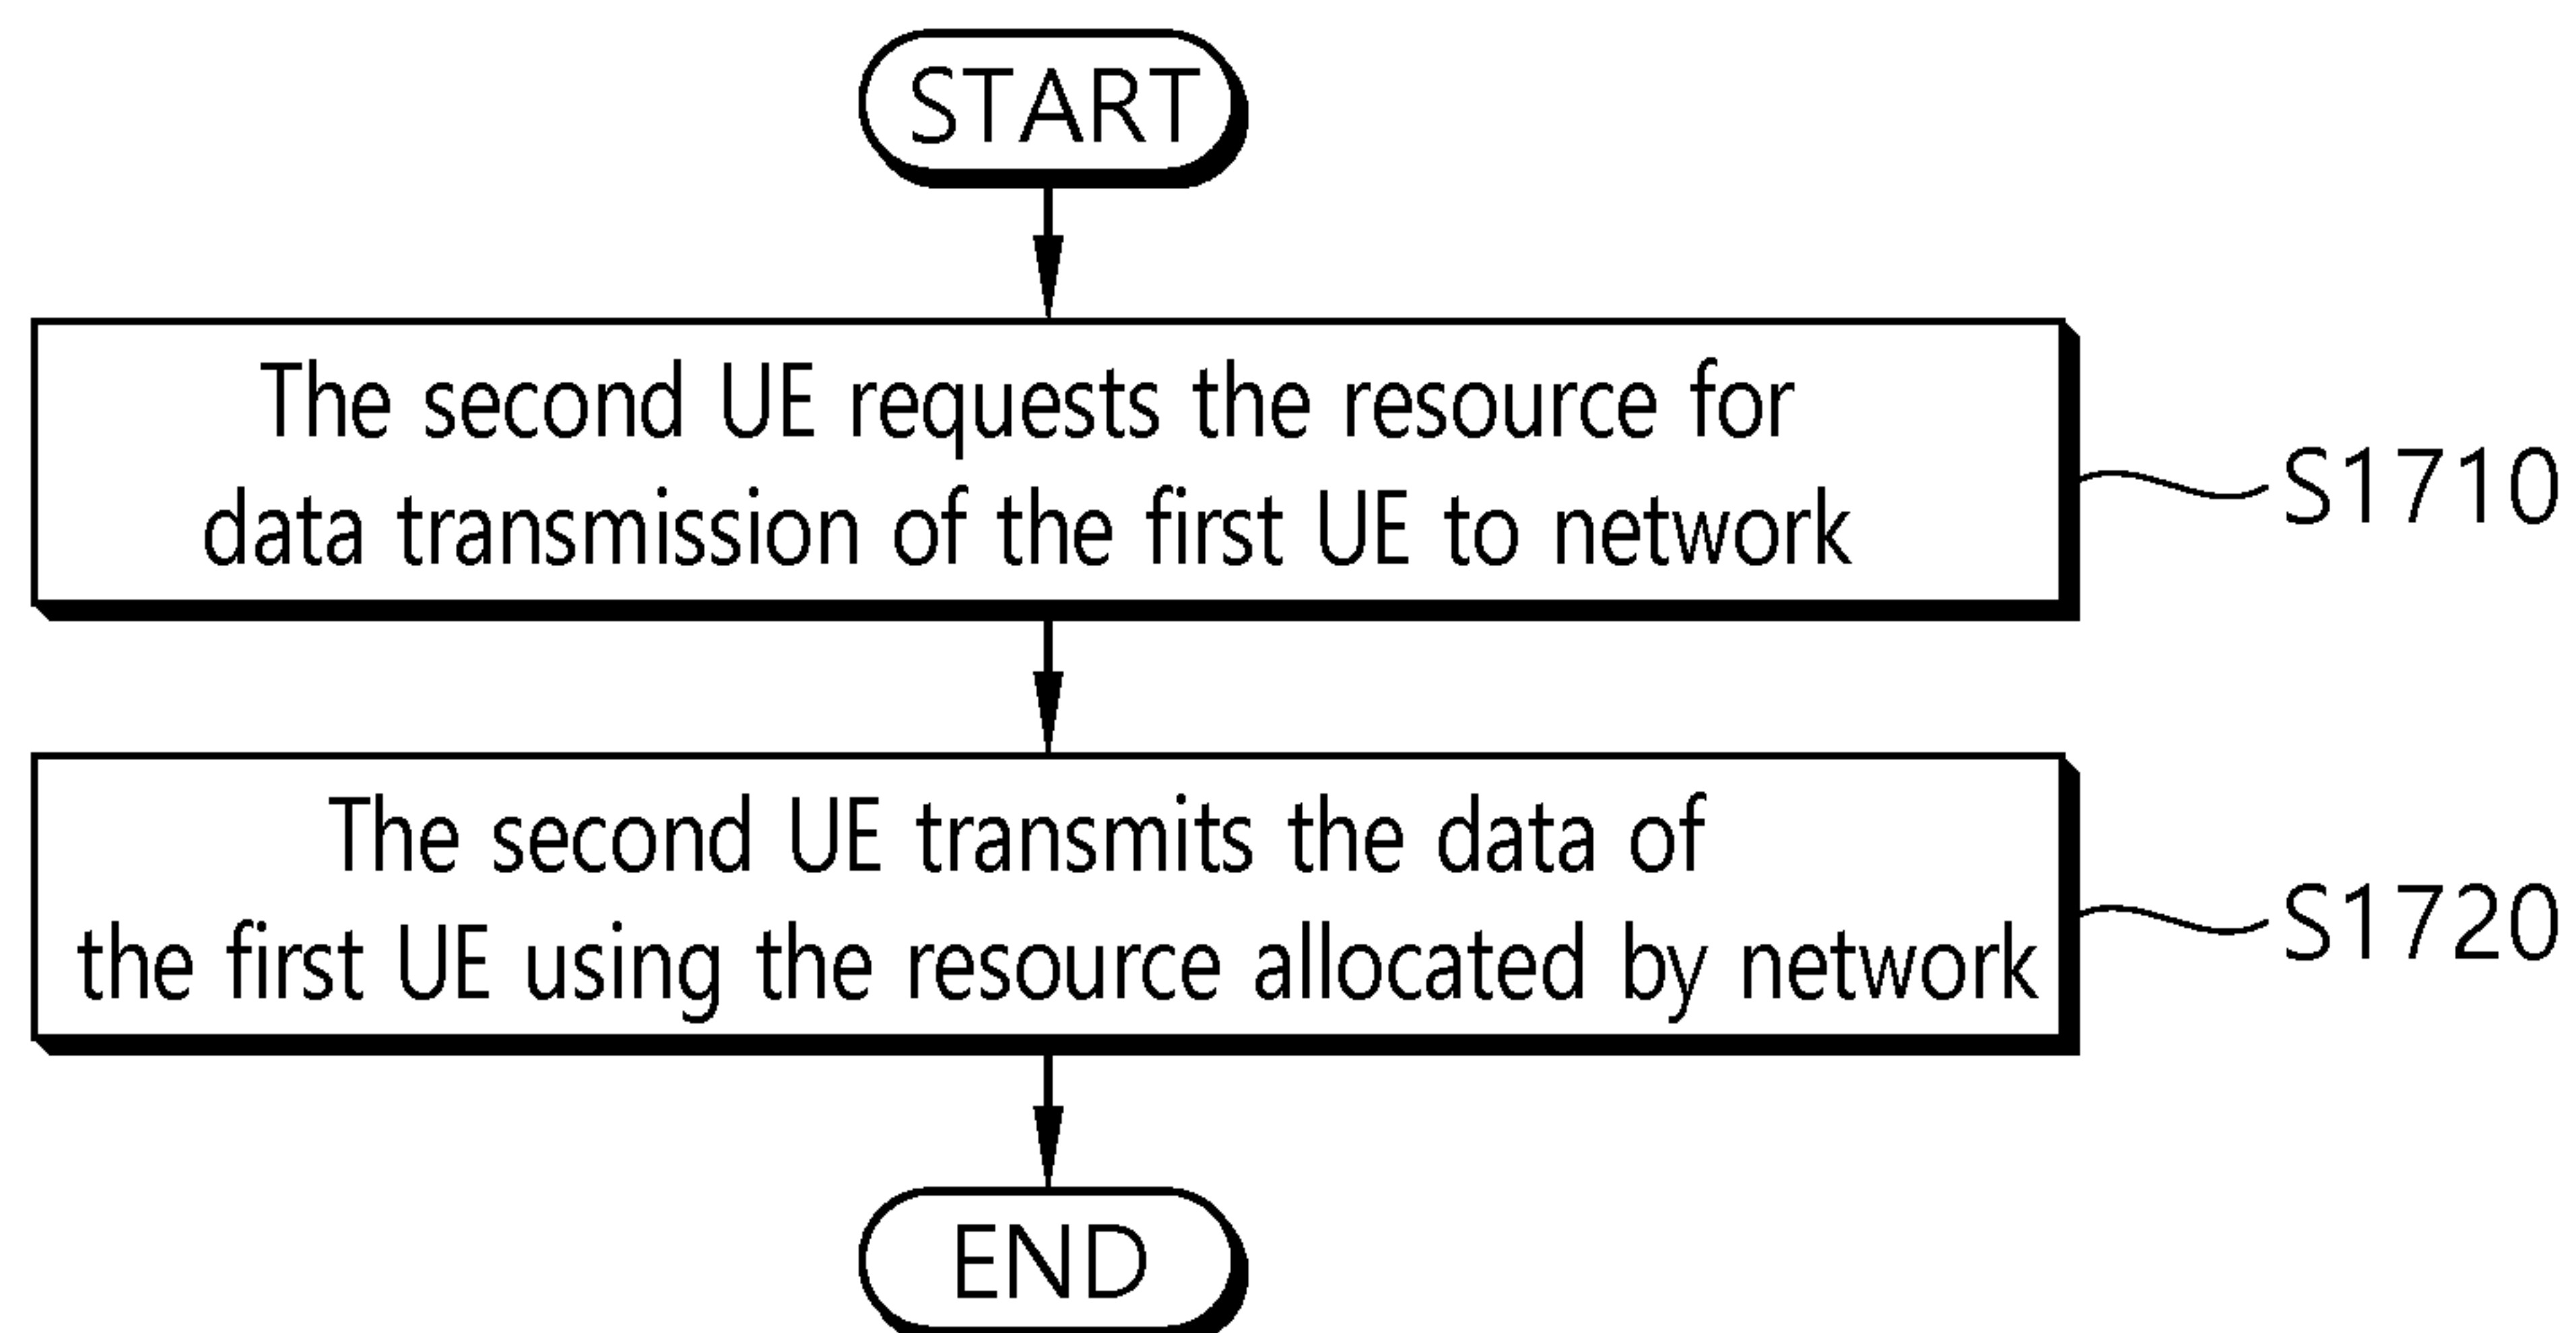 START
The second UE requests the resource for
data transmission of the first UE to network
S1710
The second UE transmits the data of
the first UE using the resource allocated by network
S1720
END